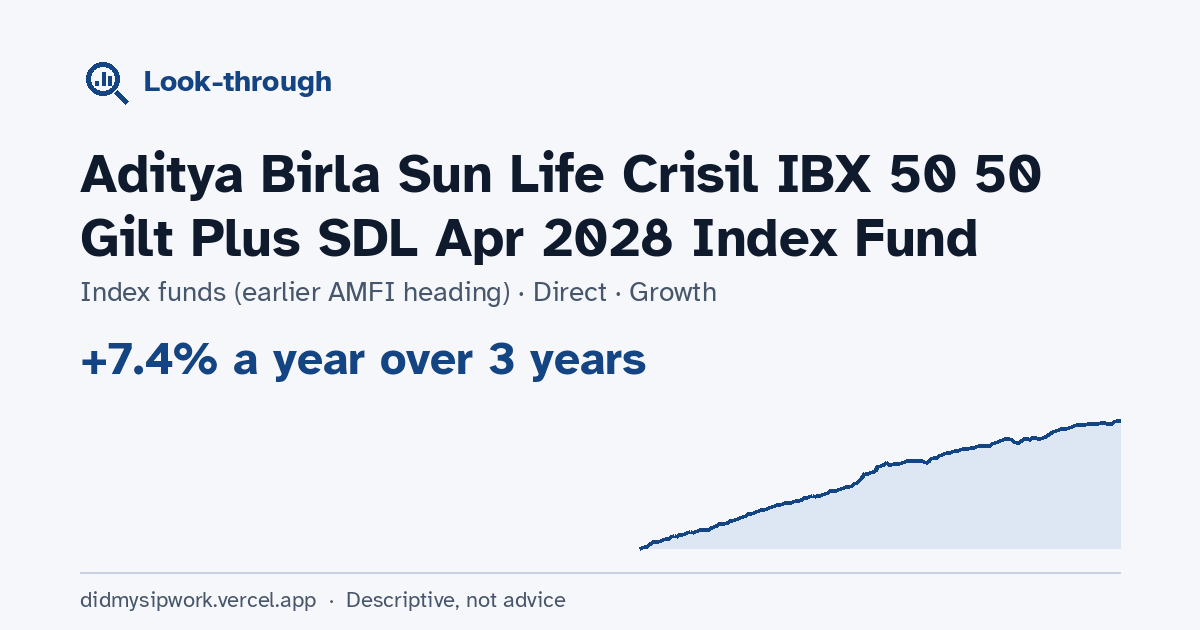 Look-through
Aditya Birla Sun Life Crisil IBX 50 50
Gilt Plus SDL Apr 2028 Index Fund
Index funds (earlier AMFI heading) · Direct · Growth
+7.4% a year over 3 years
didmysipwork.vercel.app · Descriptive, not advice